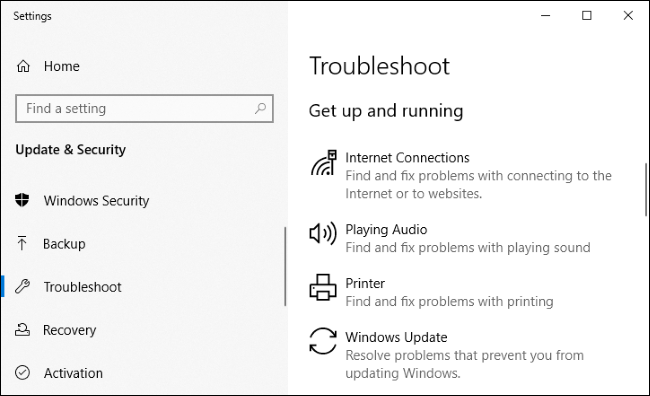 Settings
Home
Find a setting
Update & Security
Windows Security
Backup
Troubleshoot
Recovery
Activation
Troubleshoot
Get up and running
Internet Connections
Find and fix problems with connecting to the
Internet or to websites.
Playing Audio
Find and fix problems with playing sound
Printer
Find and fix problems with printing
Windows Update
Resolve problems that prevent you from
updating Windows.